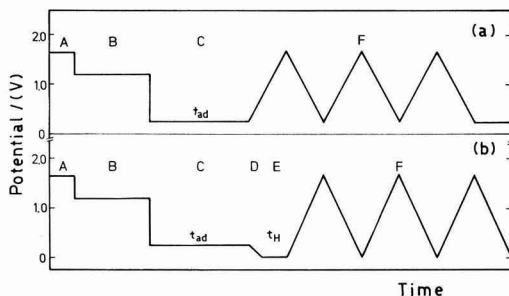 (a)
2.0
A B C F
1.0
t_ad
0
(b)
2.0
A B C D E F
1.0
t_ad t_H
0
Potential / (V)
Time